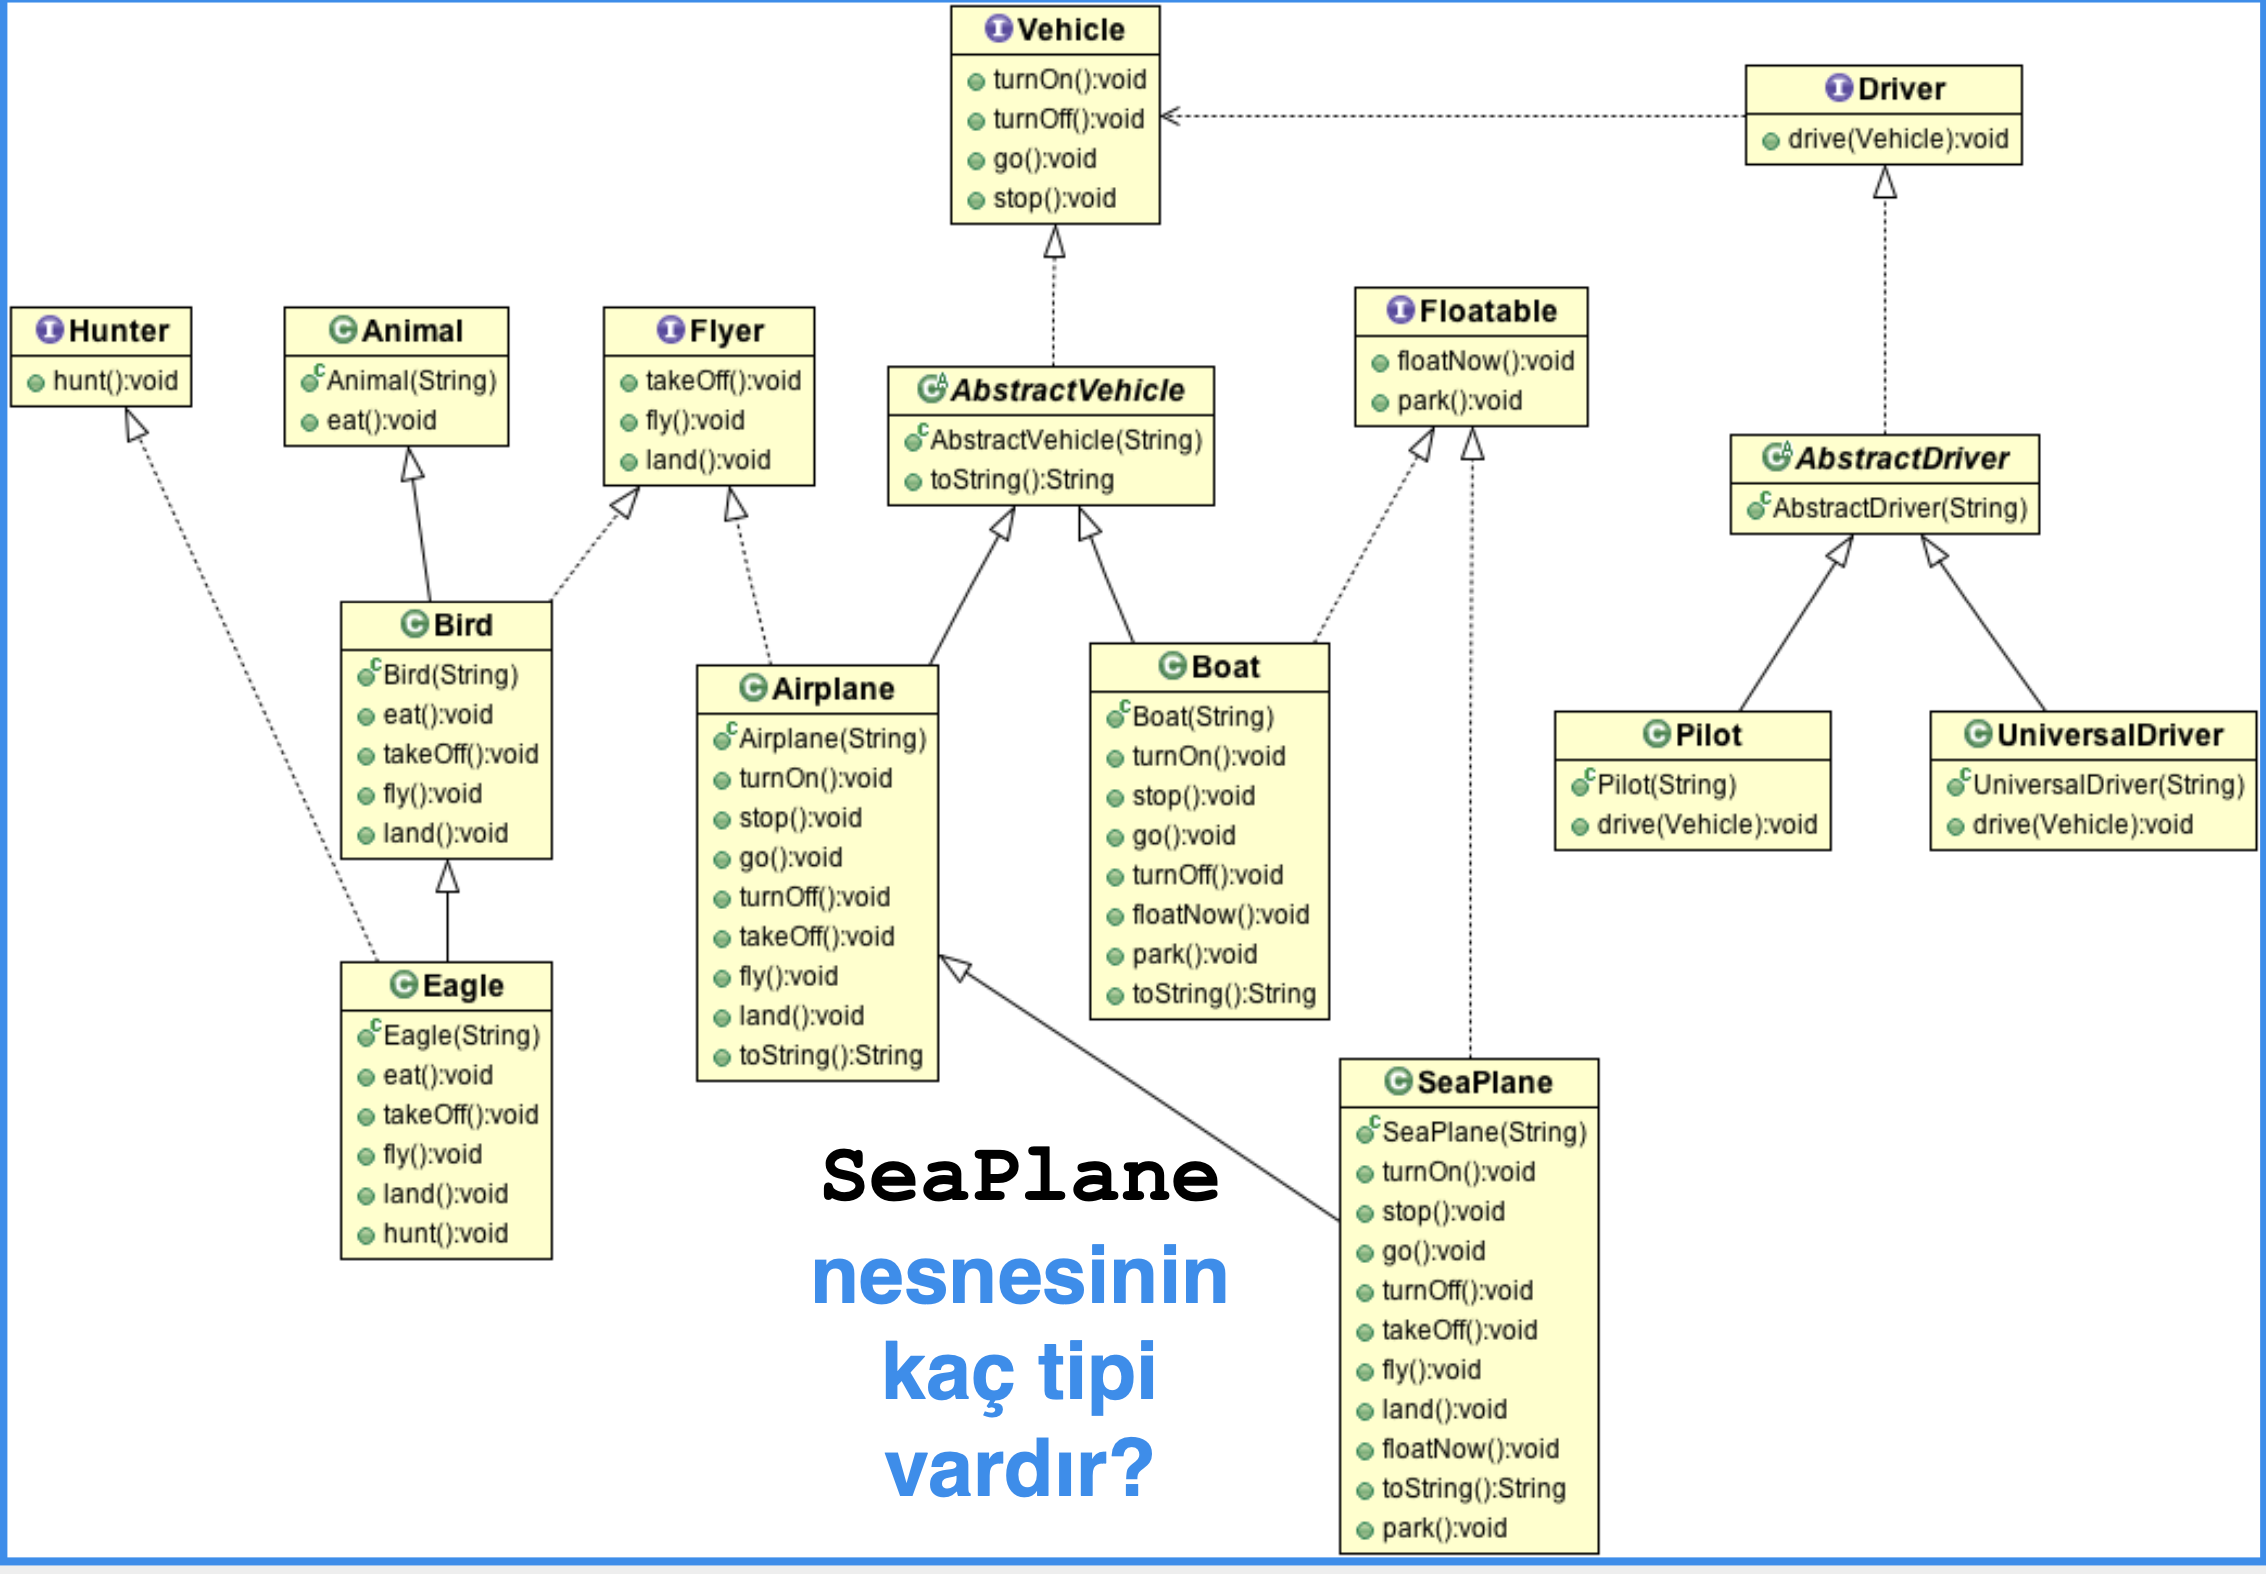 Vehicle
turnOn():void
turnOff():void
go():void
stop():void
Driver
drive(Vehicle):void
Hunter
hunt():void
Animal
Animal(String)
eat():void
Flyer
takeOff():void
fly():void
land():void
AbstractVehicle
AbstractVehicle(String)
toString():String
Floatable
floatNow():void
park():void
AbstractDriver
AbstractDriver(String)
Bird
Bird(String)
eat():void
takeOff():void
fly():void
land():void
Airplane
Airplane(String)
turnOn():void
stop():void
go():void
turnOff():void
takeOff():void
fly():void
land():void
toString():String
Boat
Boat(String)
turnOn():void
stop():void
go():void
turnOff():void
floatNow():void
park():void
toString():String
Pilot
Pilot(String)
drive(Vehicle):void
UniversalDriver
UniversalDriver(String)
drive(Vehicle):void
Eagle
Eagle(String)
eat():void
takeOff():void
fly():void
land():void
hunt():void
SeaPlane
SeaPlane(String)
turnOn():void
stop():void
go():void
turnOff():void
takeOff():void
fly():void
land():void
floatNow():void
toString():String
park():void
SeaPlane
nesnesinin
kaç tipi
vardır?